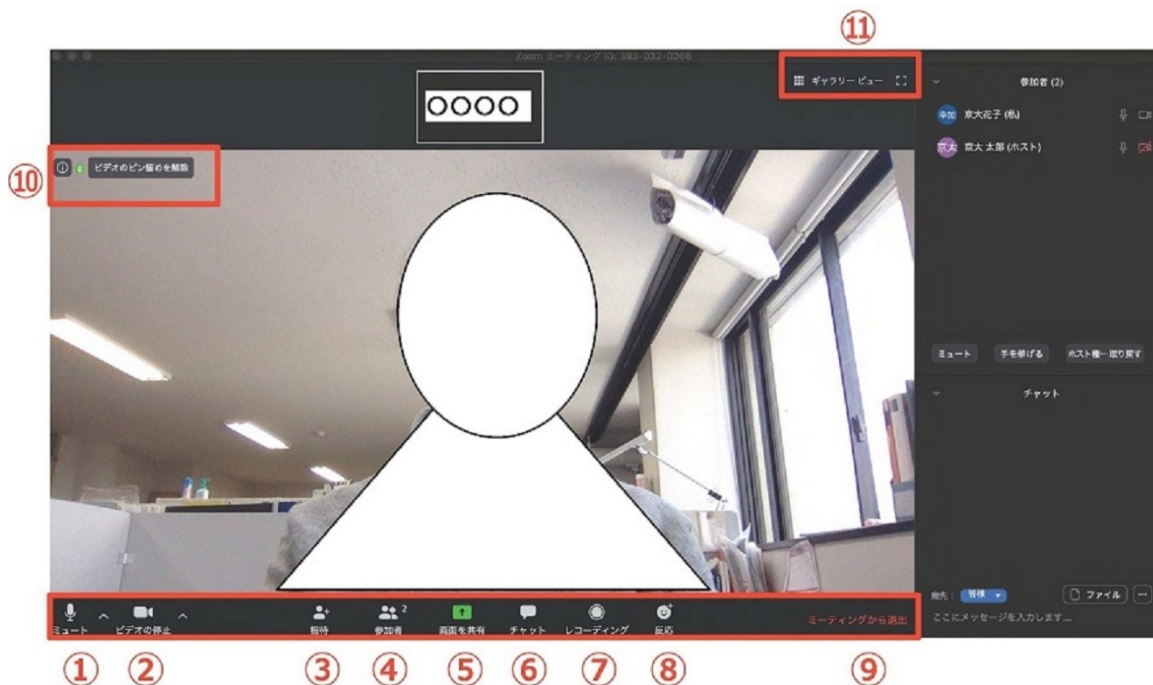 ⑪
Zoom ミーティング ID: 393-032-0266
ギャラリー ビュー
○○○○
⑩
ビデオのピン留めを解除
参加者 (2)
京大花子 (私)
京太
京大 太郎 (ホスト)
ミュート
手を挙げる
ホスト権…取り戻す
チャット
宛先:
皆様
ファイル
ここにメッセージを入力します...
ミュート
ビデオの停止
招待
参加者
2
画面を共有
チャット
レコーディング
反応
ミーティングから退出
① ② ③ ④ ⑤ ⑥ ⑦ ⑧ ⑨